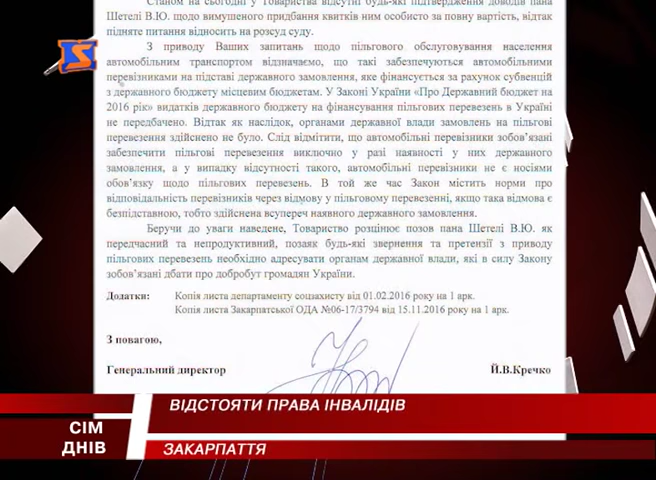 Станом на сьогодні у Товариства відсутні будь-які підтвердження доводів пана
Шетелі В.Ю. щодо вимушеного придбання квитків ним особисто за повну вартість, відтак
підняте питання відносить на розсуд суду.
З приводу Ваших запитань щодо пільгового обслуговування населення
автомобільним транспортом відзначаємо, що такі забезпечуються автомобільними
перевізниками на підставі державного замовлення, яке фінансується за рахунок субвенцій
з державного бюджету місцевим бюджетам. У Законі України «Про Державний бюджет на
2016 рік» видатків державного бюджету на фінансування пільгових перевезень в Україні
не передбачено. Відтак як наслідок, органами державної влади замовлень на пільгові
перевезення здійснено не було. Слід відмітити, що автомобільні перевізники зобов’язані
забезпечити пільгові перевезення виключно у разі наявності у них державного
замовлення, а у випадку відсутності такого, автомобільні перевізники не є носіями
обов’язку щодо пільгових перевезень. В той же час Закон містить норми про
відповідальність перевізників через відмову у пільговому перевезенні, якщо така відмова є
безпідставною, тобто здійснена всупереч наявного державного замовлення.
Беручи до уваги наведене, Товариство розцінює позов пана Шетелі В.Ю. як
передчасний та непродуктивний, позаяк будь-які звернення та претензії з приводу
пільгових перевезень необхідно адресувати органам державної влади, які в силу Закону
зобов’язані дбати про добробут громадян України.
Додатки: Копія листа департаменту соцзахисту від 01.02.2016 року на 1 арк.
Копія листа Закарпатської ОДА №06-17/3794 від 15.11.2016 року на 1 арк.
З повагою,
Генеральний директор Й.В.Кречко
ВІДСТОЯТИ ПРАВА ІНВАЛІДІВ
СІМ
ДНІВ
ЗАКАРПАТТЯ